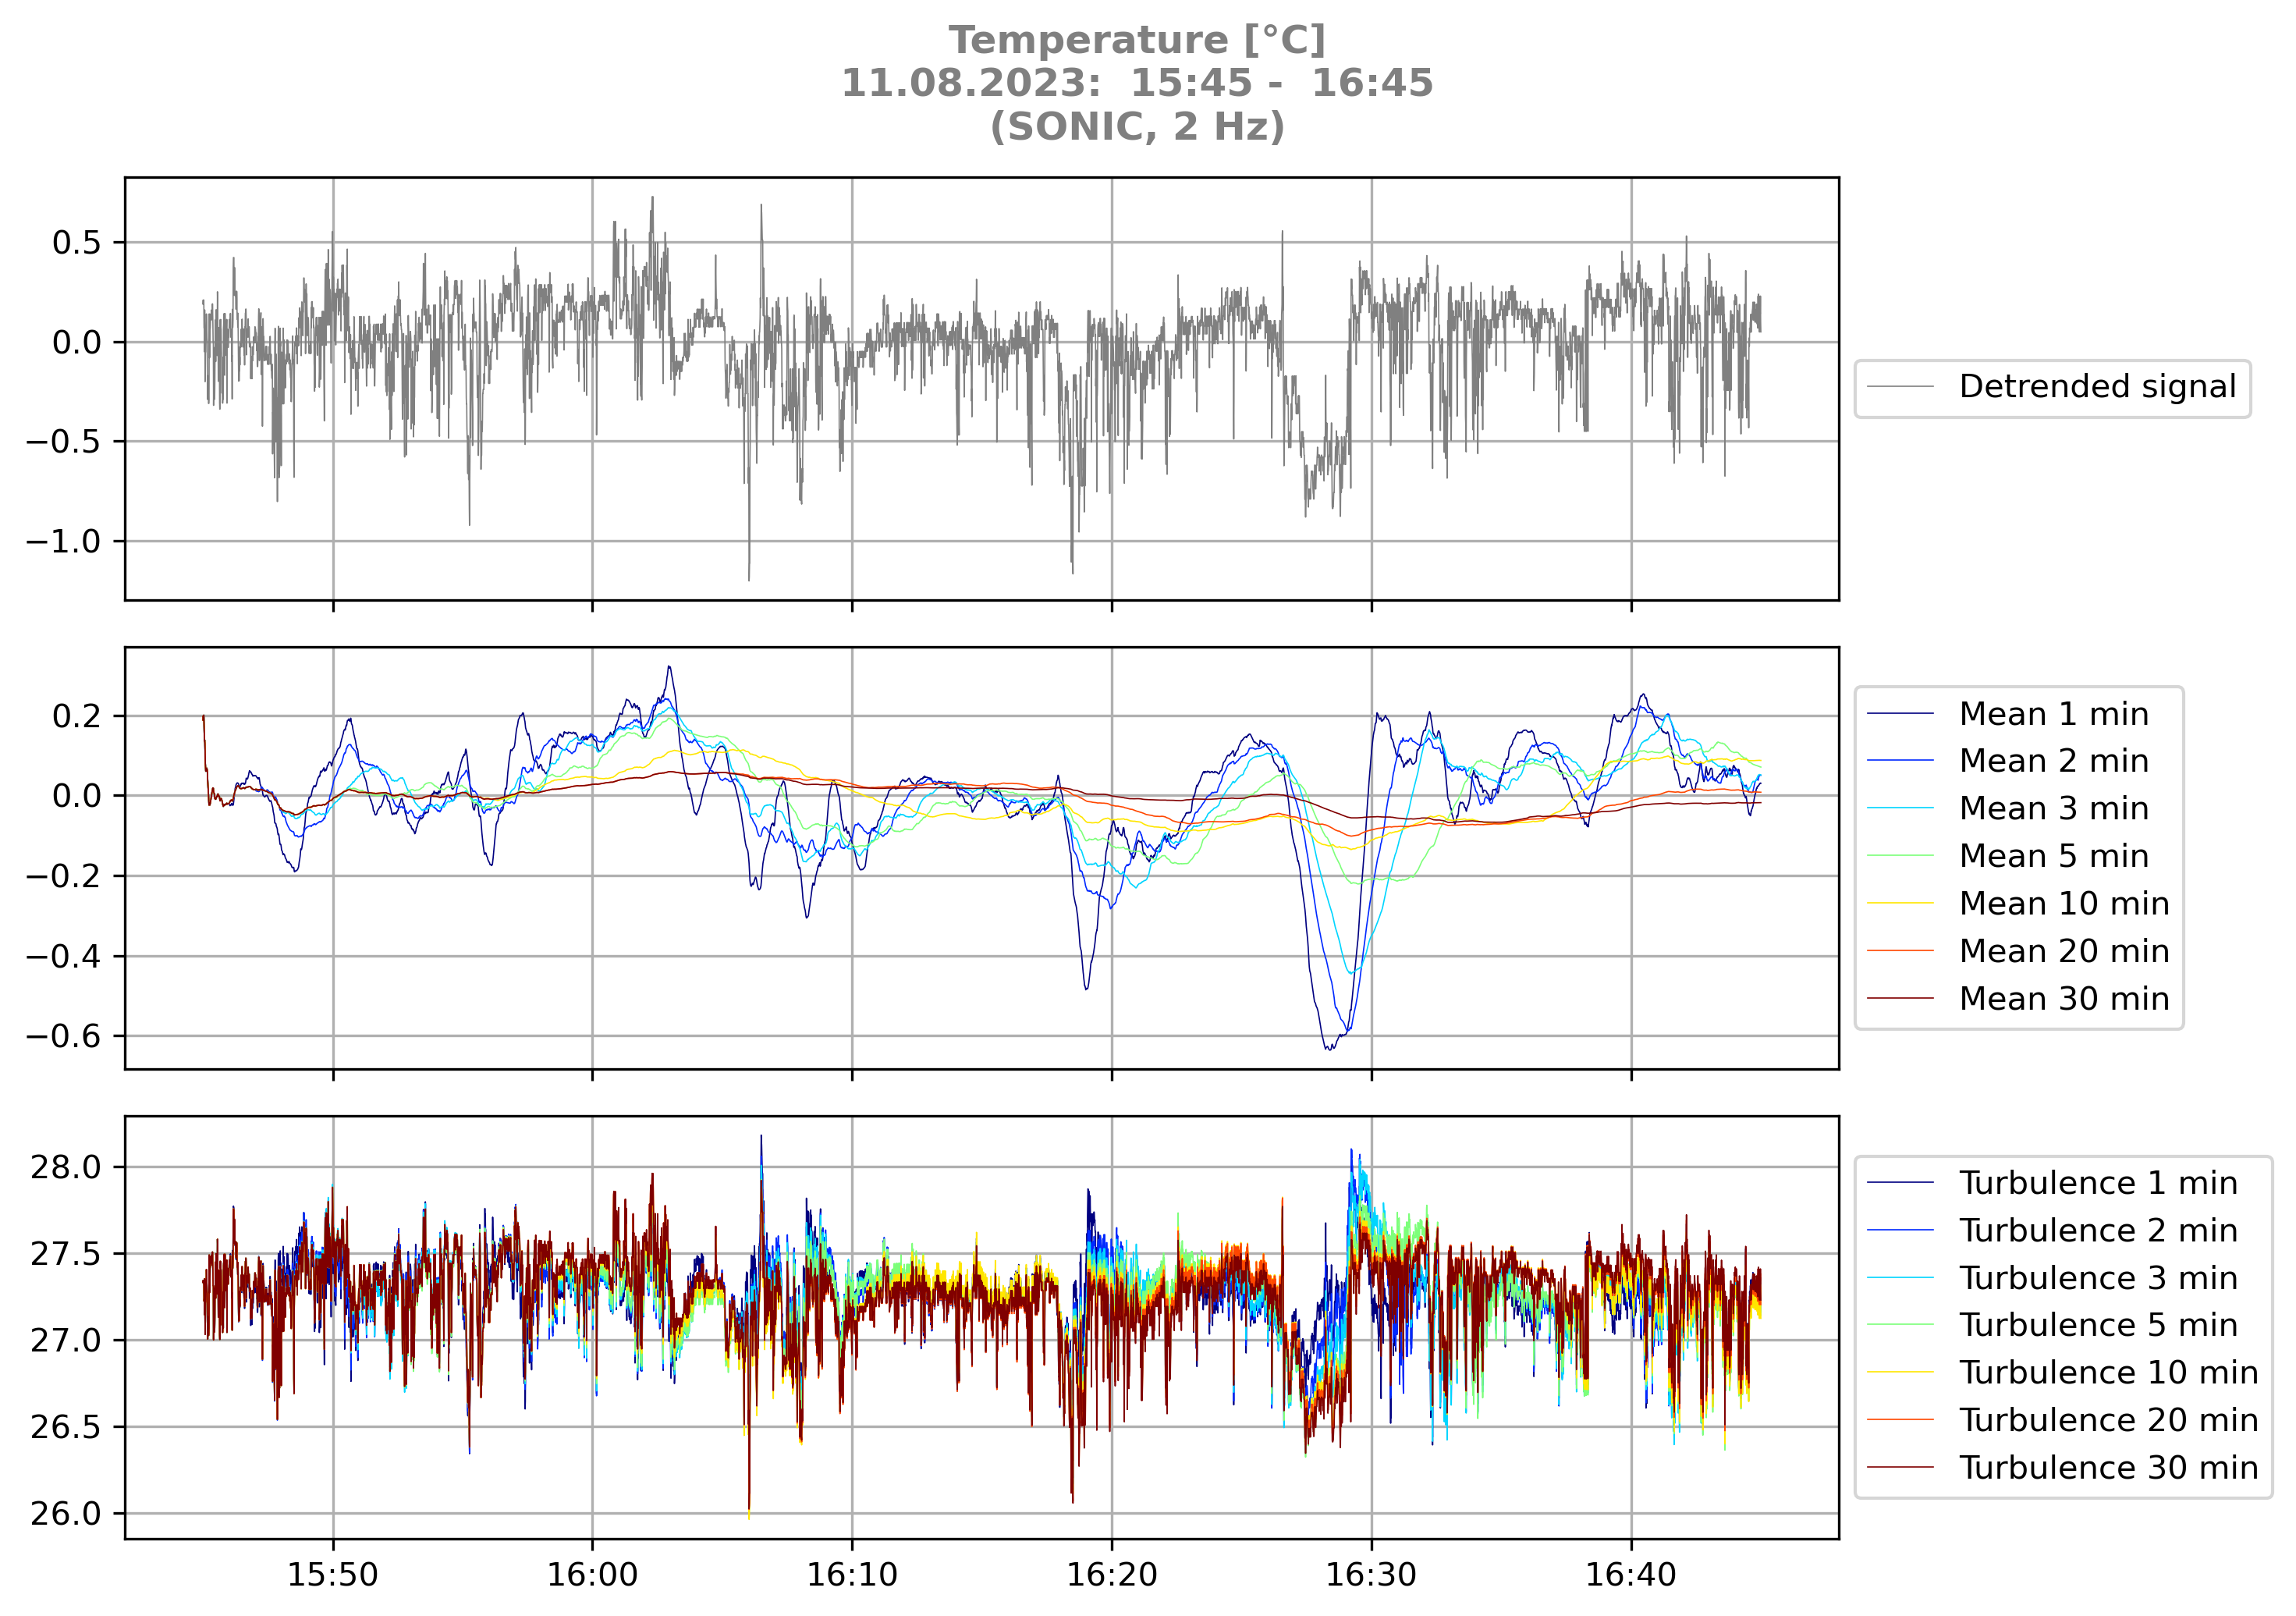 Temperature [°C]
11.08.2023:  15:45 -  16:45
(SONIC, 2 Hz)
0.5
0.0
−0.5
−1.0
Detrended signal
0.2
0.0
−0.2
−0.4
−0.6
Mean 1 min
Mean 2 min
Mean 3 min
Mean 5 min
Mean 10 min
Mean 20 min
Mean 30 min
28.0
27.5
27.0
26.5
26.0
Turbulence 1 min
Turbulence 2 min
Turbulence 3 min
Turbulence 5 min
Turbulence 10 min
Turbulence 20 min
Turbulence 30 min
15:50 16:00 16:10 16:20 16:30 16:40